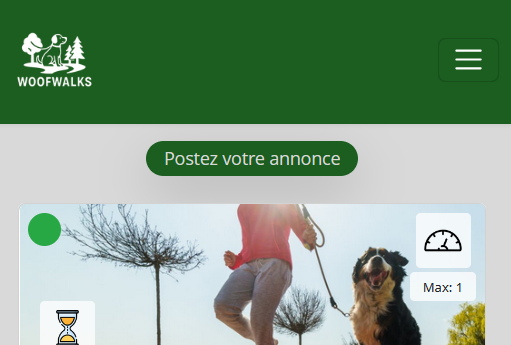 WOOFWALKS
Postez votre annonce
Max: 1